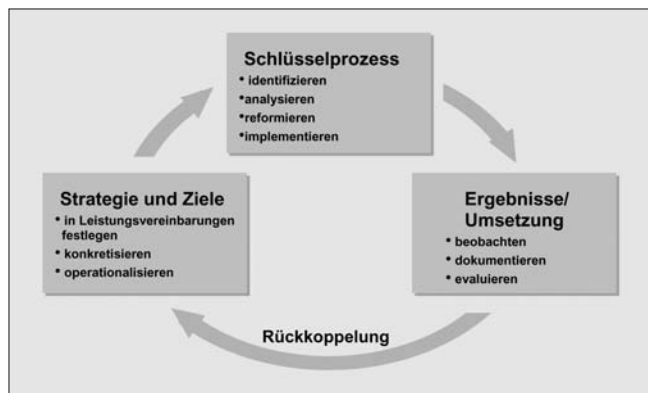 Schlüsselprozess
• identifizieren
• analysieren
• reformieren
• implementieren
Strategie und Ziele
• in Leistungsvereinbarungen
festlegen
• konkretisieren
• operationalisieren
Ergebnisse/
Umsetzung
• beobachten
• dokumentieren
• evaluieren
Rückkoppelung